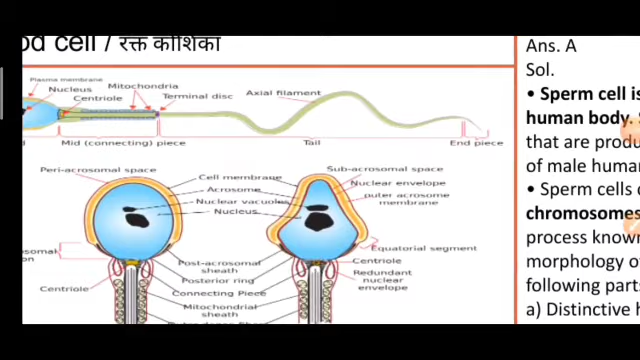 od cell / रक्त कोशिका
Plasma membrane
Nucleus
Mitochondria
Centriole
Terminal disc
Axial filament
Mid (connecting) piece
Tail
End piece
Peri-acrosomal space
Cell membrane
Acrosome
Nuclear vacuoles
Nucleus
Sub-acrosomal space
Nuclear envelope
outer acrosome
membrane
Equatorial segment
Post-acrosomal
sheath
Posterior ring
Centriole
Connecting Piece
Mitochondrial
sheath
Centriole
Redundant
nuclear
envelope
Ans. A
Sol.
• Sperm cell is
human body.
that are produ
of male human
• Sperm cells
chromosomes
process known
morphology of
following parts
a) Distinctive h